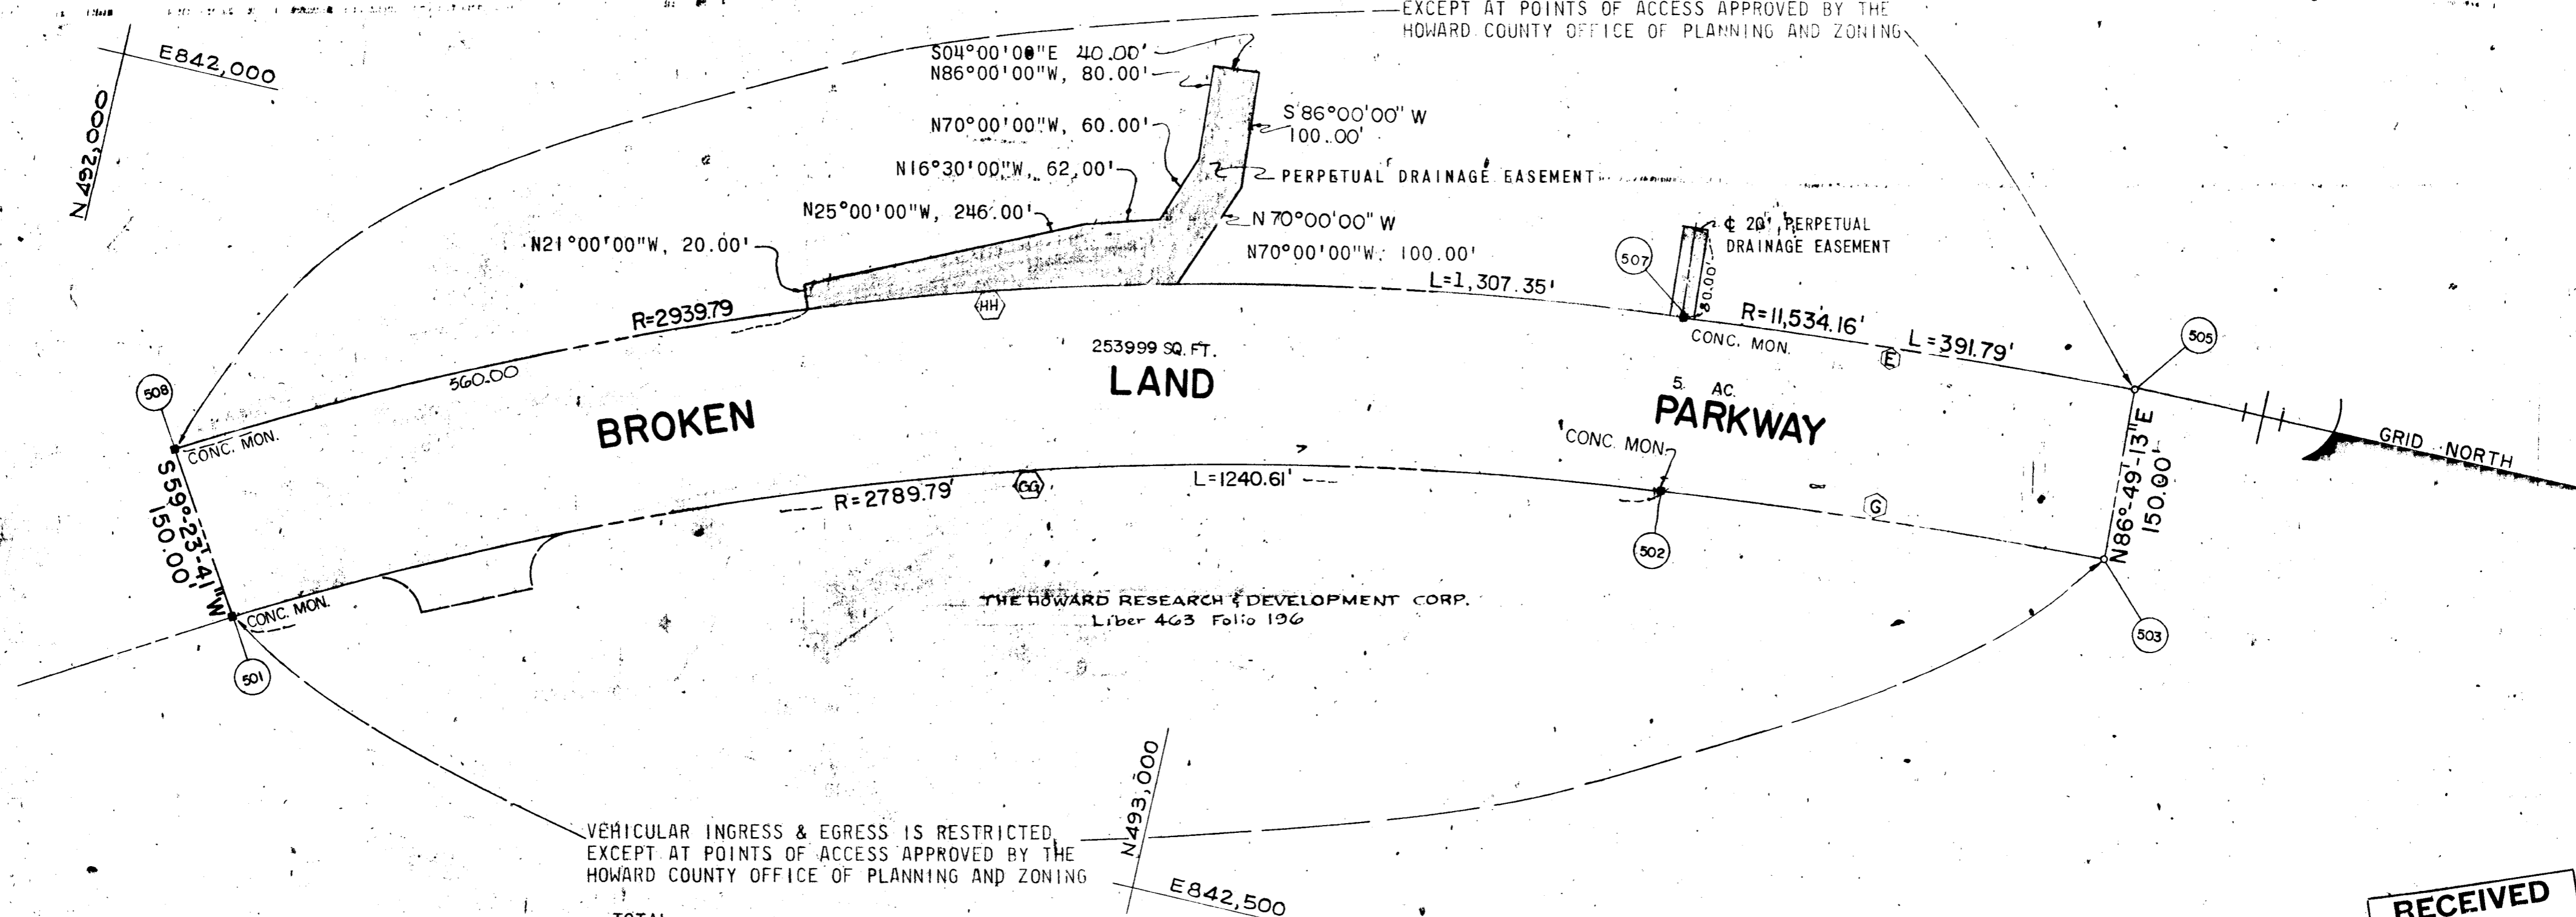 EXCEPT AT POINTS OF ACCESS APPROVED BY THE
HOWARD COUNTY OFFICE OF PLANNING AND ZONING
E842,000
N 492,000
S04°00'00"E 40.00'
N86°00'00"W, 80.00'
N70°00'00"W, 60.00'
N16°30'00"W, 62.00'
N25°00'00"W, 246.00'
N21°00'00"W, 20.00'
S 86°00'00" W
100.00'
PERPETUAL DRAINAGE EASEMENT
N 70°00'00" W
N70°00'00"W: 100.00'
℄ 20' PERPETUAL
DRAINAGE EASEMENT
80.00'
507
L=1,307.35'
R=2939.79
HH
R=11,534.16'
CONC. MON.
E
L=391.79'
505
253999 SQ. FT.
5 AC.
560.00
508
CONC. MON.
BROKEN
LAND
PARKWAY
CONC. MON.
GRID NORTH
N86°-49'-13"E
150.00'
S 59°-23'-41"W
150.00'
R=2789.79'
GG
L=1240.61'
G
502
CONC. MON.
501
503
THE HOWARD RESEARCH & DEVELOPMENT CORP.
Liber 463 Folio 196
VEHICULAR INGRESS & EGRESS IS RESTRICTED
EXCEPT AT POINTS OF ACCESS APPROVED BY THE
HOWARD COUNTY OFFICE OF PLANNING AND ZONING
N493,000
E842,500
TOTAL
RECEIVED